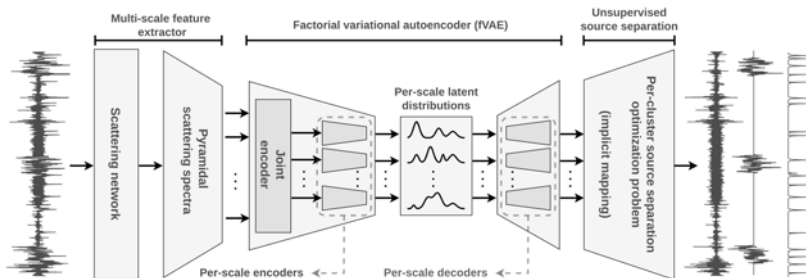 Multi-scale feature
extractor
Factorial variational autoencoder (fVAE)
Unsupervised
source separation
Scattering network
Pyramidal
scattering spectra
Joint
encoder
Per-scale latent
distributions
Per-cluster source separation
optimization problem
(implicit mapping)
Per-scale encoders
Per-scale decoders